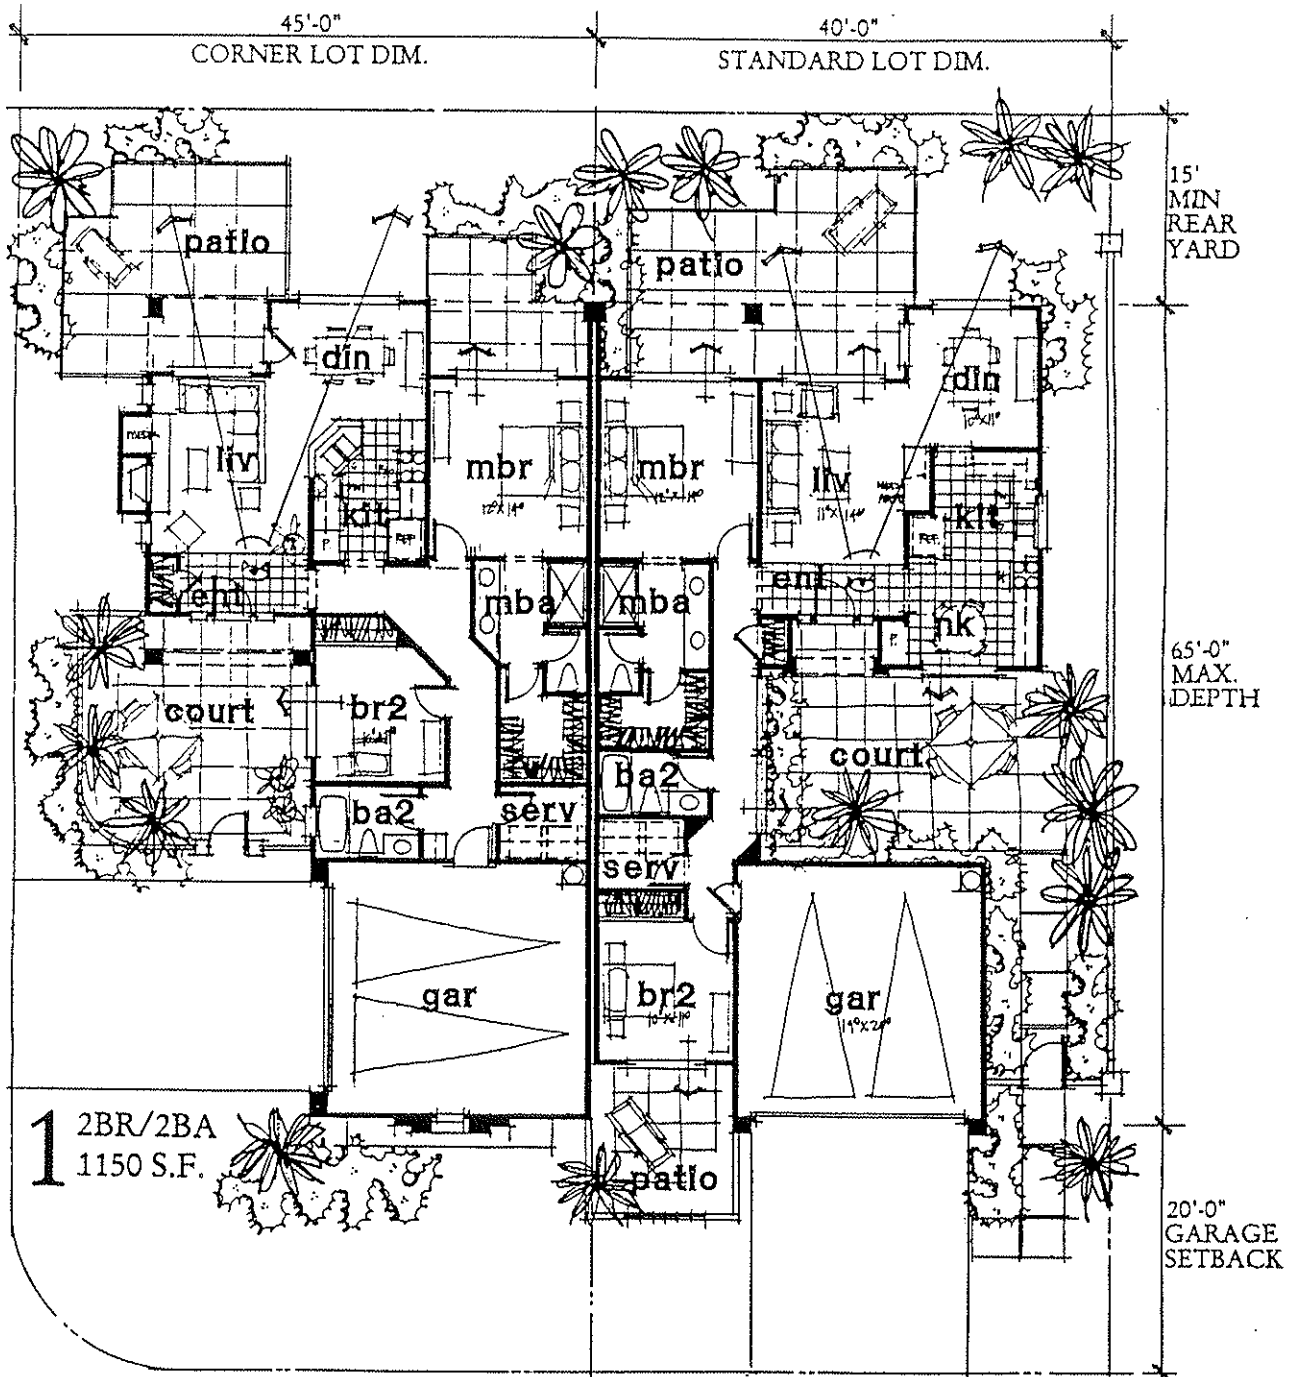 45'-0"
40'-0"
CORNER LOT DIM.
STANDARD LOT DIM.
15'
MIN
REAR
YARD
patio
patio
din
din
liv
mbr
mbr
liv
kit
kit
REF.
ent
mba
mba
ent
nk
65'-0"
MAX.
DEPTH
court
br2
court
ba2
ba2
serv
serv
gar
br2
gar
1
2BR/2BA
1150 S.F.
patio
20'-0"
GARAGE
SETBACK